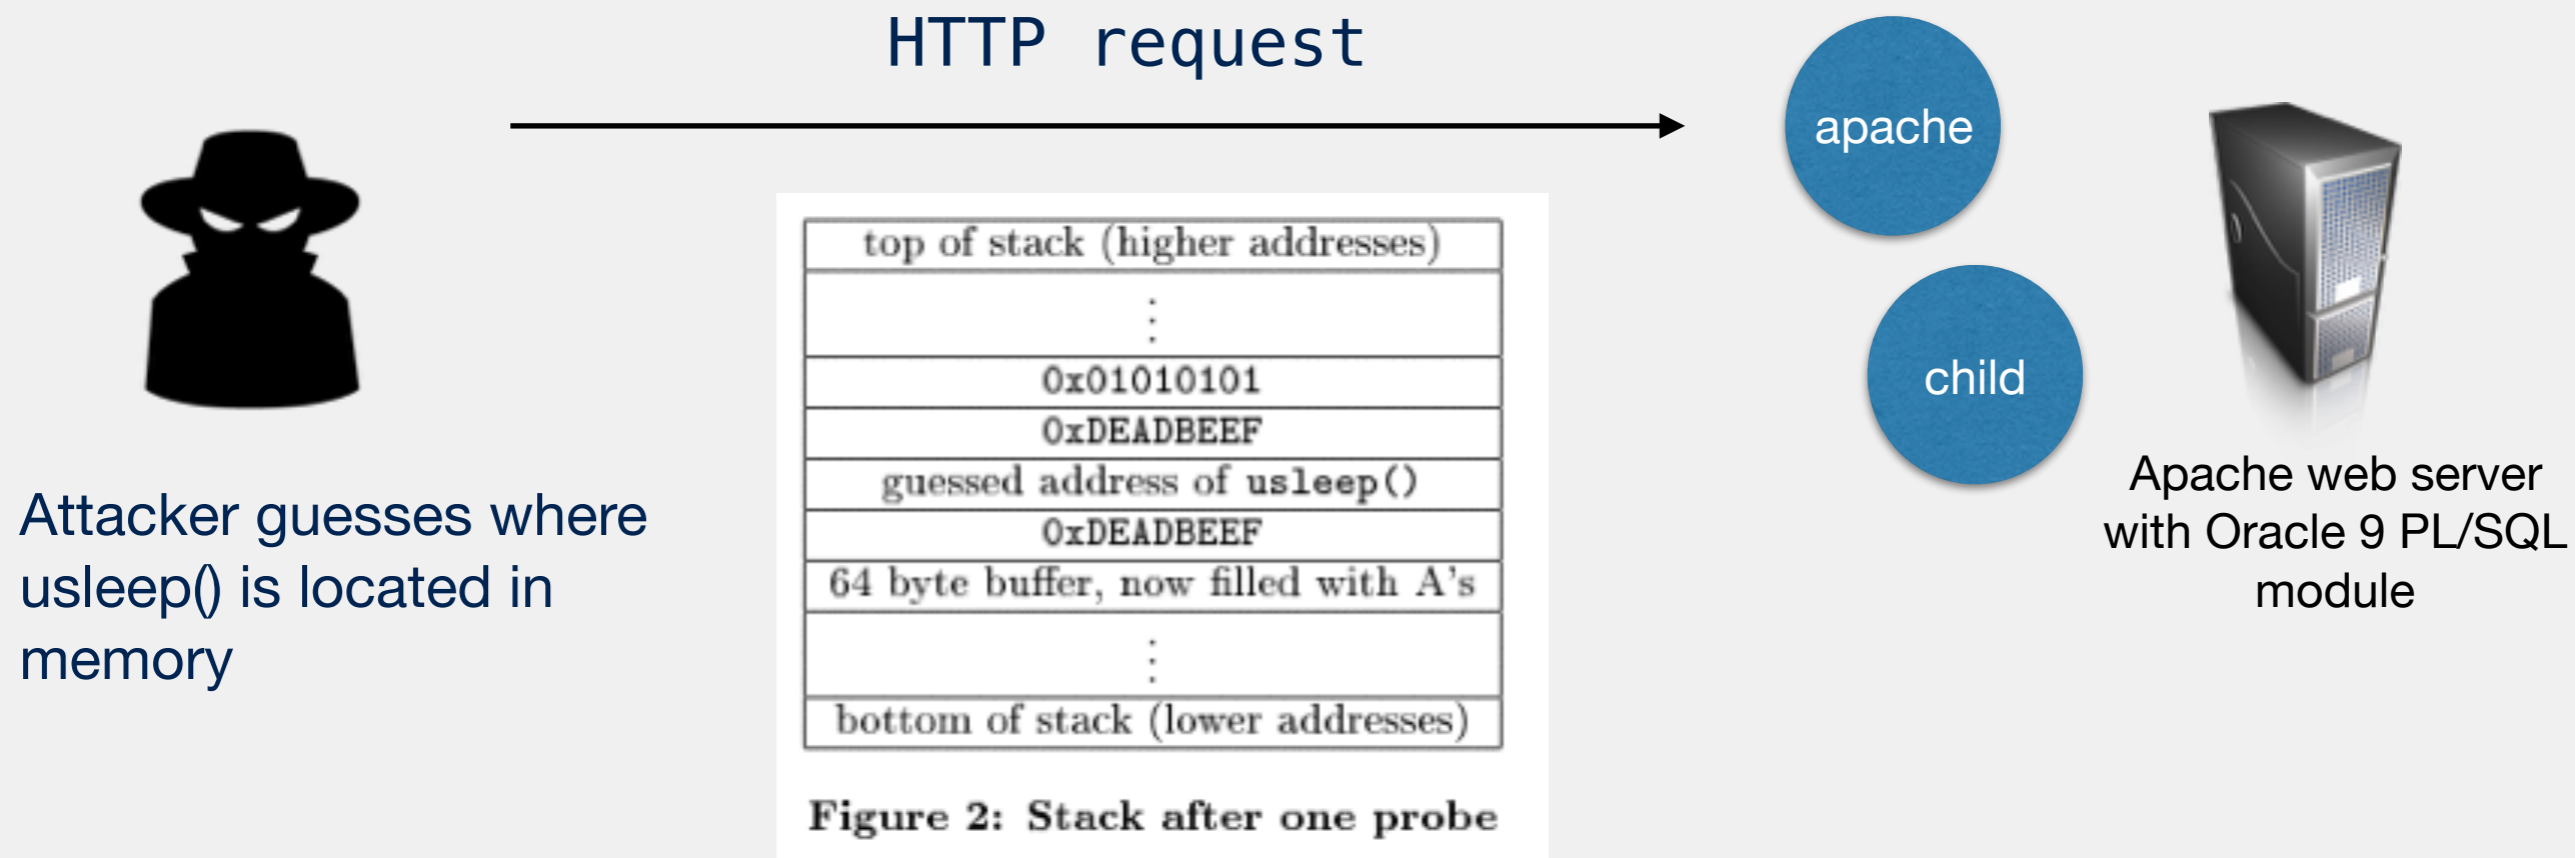 HTTP request
apache
child
Attacker guesses where
usleep() is located in
memory
top of stack (higher addresses)
⋮
0x01010101
0xDEADBEEF
guessed address of usleep()
0xDEADBEEF
64 byte buffer, now filled with A's
⋮
bottom of stack (lower addresses)
Figure 2: Stack after one probe
Apache web server
with Oracle 9 PL/SQL
module